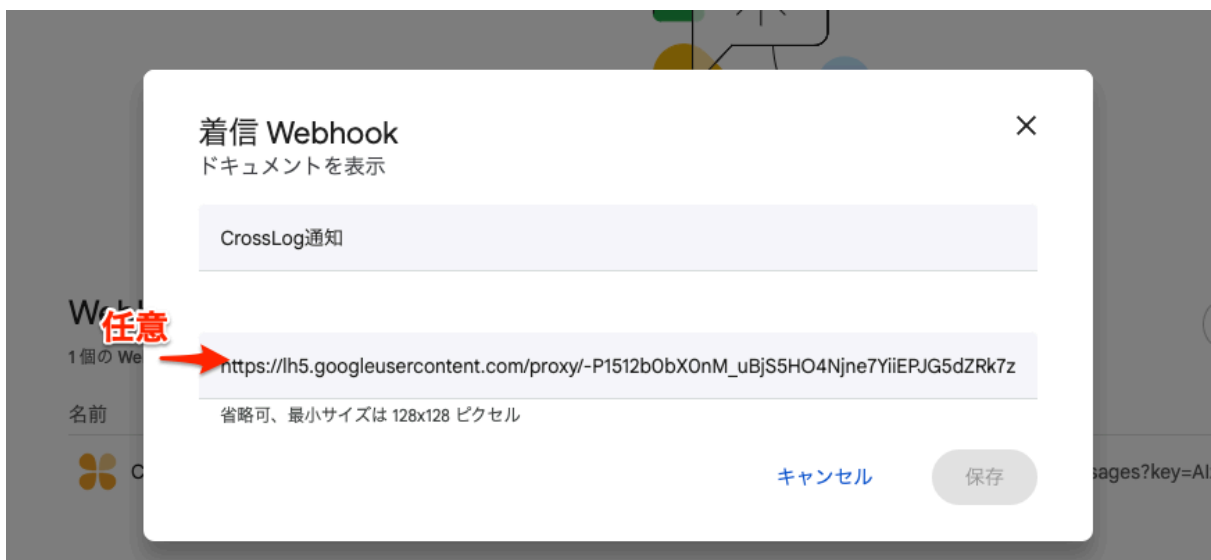 着信 Webhook
ドキュメントを表示
CrossLog通知
任意
https://lh5.googleusercontent.com/proxy/-P1512b0bX0nM_uBjS5HO4Njne7YiiEPJG5dZRk7z
1個の We
名前
省略可、最小サイズは 128x128 ピクセル
C
sages?key=AI
キャンセル
保存